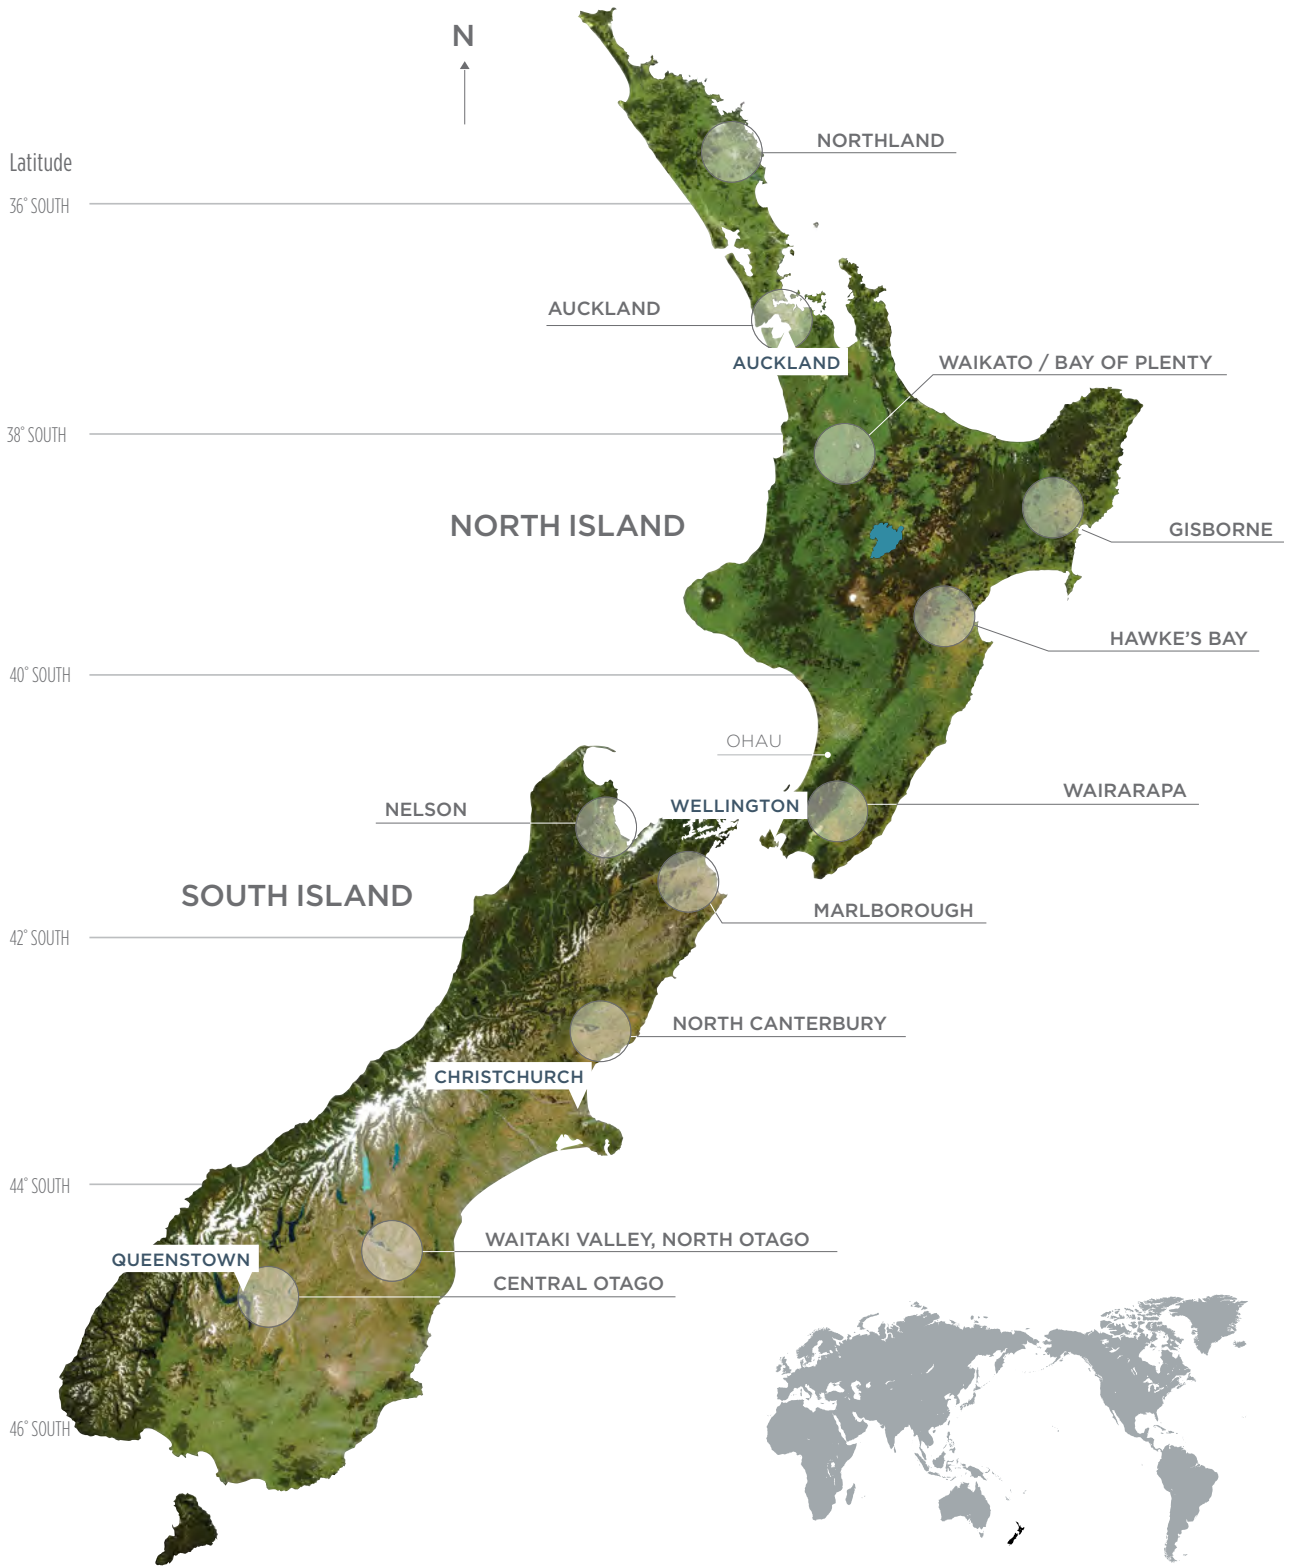 N
NORTHLAND
Latitude
36° SOUTH
AUCKLAND
AUCKLAND
WAIKATO / BAY OF PLENTY
38° SOUTH
NORTH ISLAND
GISBORNE
HAWKE'S BAY
40° SOUTH
OHAU
WAIRARAPA
WELLINGTON
NELSON
SOUTH ISLAND
MARLBOROUGH
42° SOUTH
NORTH CANTERBURY
CHRISTCHURCH
44° SOUTH
WAITAKI VALLEY, NORTH OTAGO
QUEENSTOWN
CENTRAL OTAGO
46° SOUTH